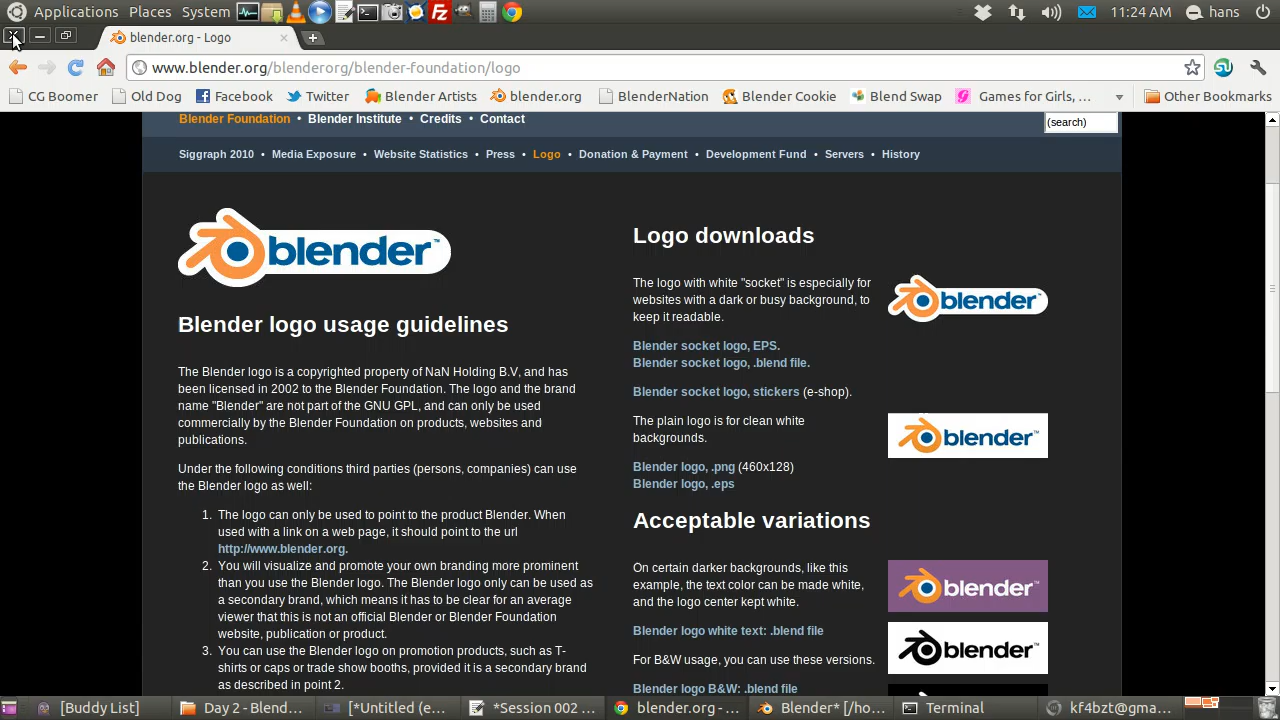 Applications Places System 11:24 AM hans
blender.org - Logo
www.blender.org/blenderorg/blender-foundation/logo
CG Boomer Old Dog Facebook Twitter Blender Artists blender.org BlenderNation Blender Cookie Blend Swap Games for Girls, ... Other Bookmarks
Blender Foundation • Blender Institute • Credits • Contact (search)
Siggraph 2010 • Media Exposure • Website Statistics • Press • Logo • Donation & Payment • Development Fund • Servers • History
blender™
Blender logo usage guidelines
The Blender logo is a copyrighted property of NaN Holding B.V, and has
been licensed in 2002 to the Blender Foundation. The logo and the brand
name "Blender" are not part of the GNU GPL, and can only be used
commercially by the Blender Foundation on products, websites and
publications.
Under the following conditions third parties (persons, companies) can use
the Blender logo as well:
1. The logo can only be used to point to the product Blender. When
used with a link on a web page, it should point to the url
http://www.blender.org.
2. You will visualize and promote your own branding more prominent
than you use the Blender logo. The Blender logo only can be used as
a secondary brand, which means it has to be clear for an average
viewer that this is not an official Blender or Blender Foundation
website, publication or product.
3. You can use the Blender logo on promotion products, such as T-
shirts or caps or trade show booths, provided it is a secondary brand
as described in point 2.
Logo downloads
The logo with white "socket" is especially for
websites with a dark or busy background, to
keep it readable.
blender™
Blender socket logo, EPS.
Blender socket logo, .blend file.
Blender socket logo, stickers (e-shop).
The plain logo is for clean white
backgrounds.
blender™
Blender logo, .png (460x128)
Blender logo, .eps
Acceptable variations
On certain darker backgrounds, like this
example, the text color can be made white,
and the logo center kept white.
blender™
Blender logo white text: .blend file
For B&W usage, you can use these versions.
blender™
Blender logo B&W: .blend file
[Buddy List] Day 2 - Blend... [*Untitled (e... *Session 002 ... blender.org - ... Blender* [/ho... Terminal kf4bzt@gma...